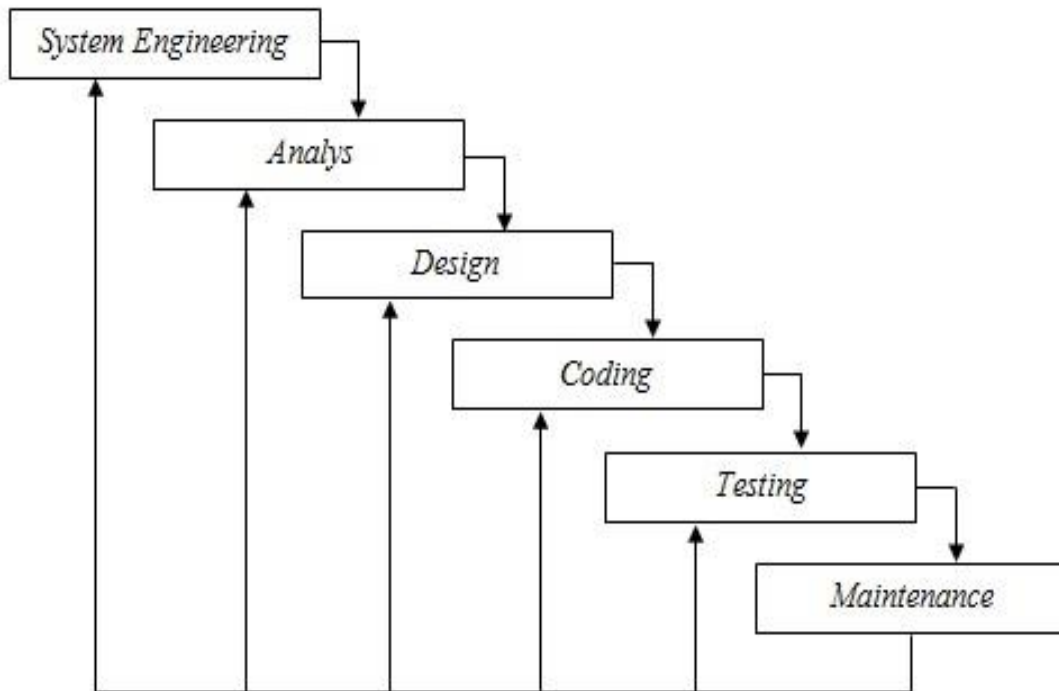 System Engineering
Analys
Design
Coding
Testing
Maintenance